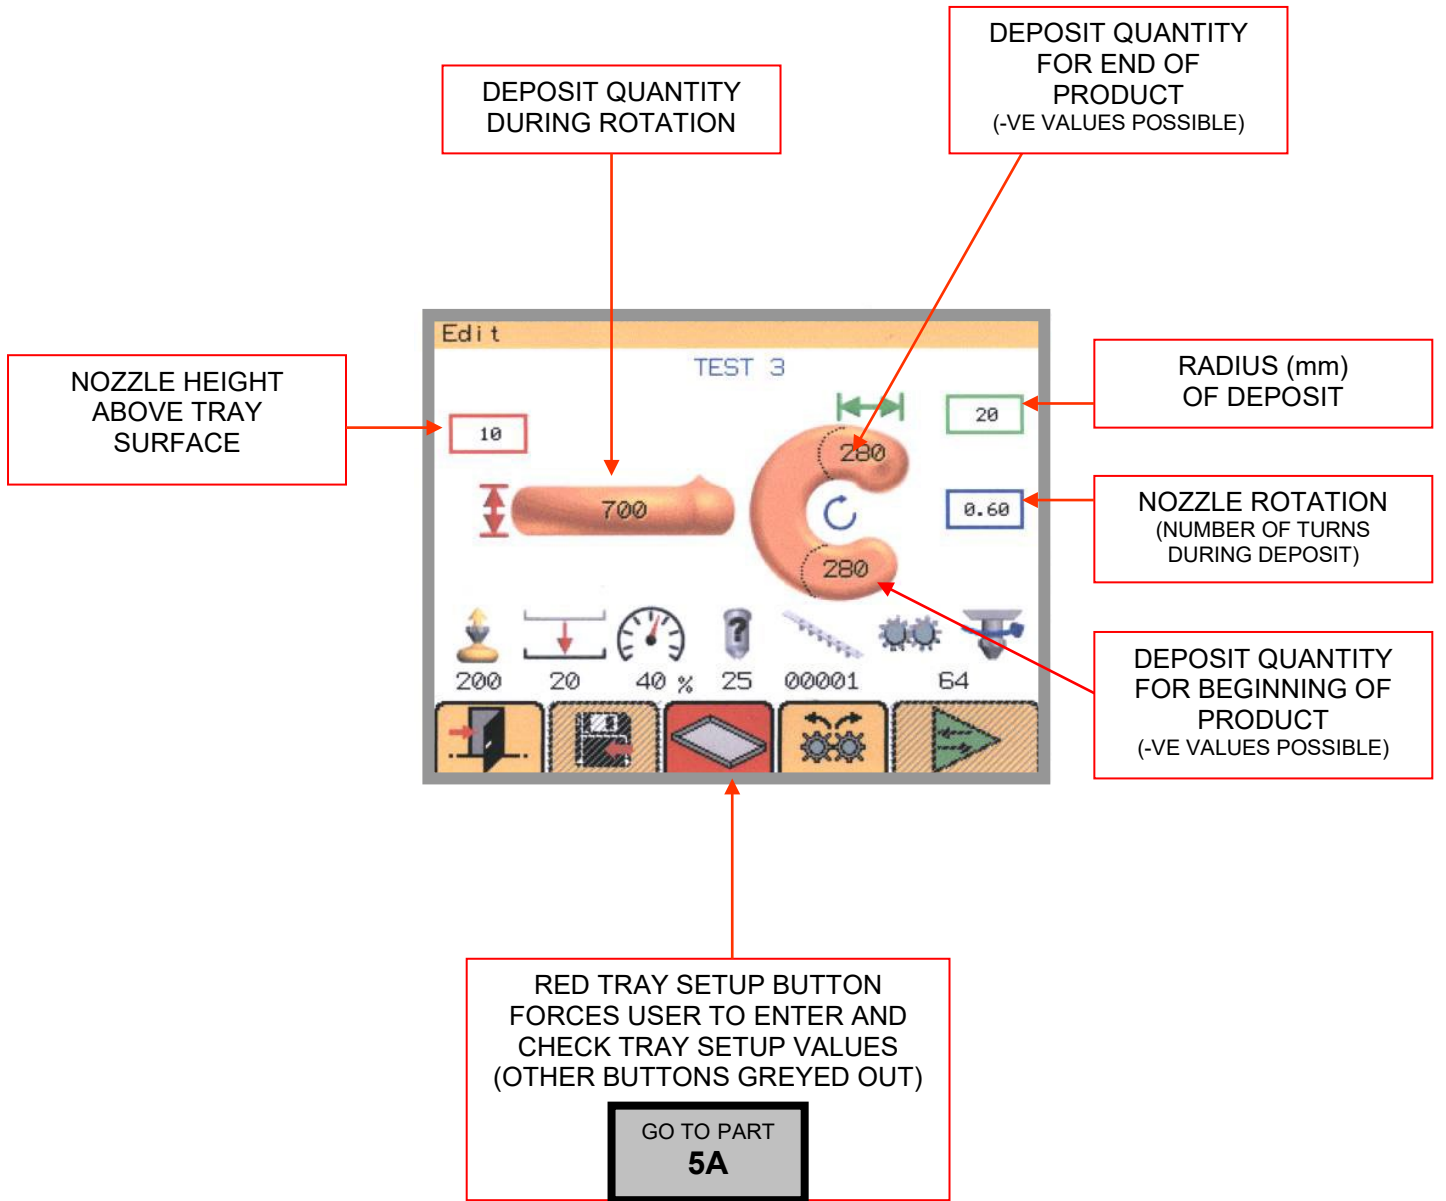 DEPOSIT QUANTITY
FOR END OF
PRODUCT
(-VE VALUES POSSIBLE)
DEPOSIT QUANTITY
DURING ROTATION
NOZZLE HEIGHT
ABOVE TRAY
SURFACE
Edit
TEST 3
10
700
280
280
20
0.60
200
20
40 %
25
00001
64
?
RADIUS (mm)
OF DEPOSIT
NOZZLE ROTATION
(NUMBER OF TURNS
DURING DEPOSIT)
DEPOSIT QUANTITY
FOR BEGINNING OF
PRODUCT
(-VE VALUES POSSIBLE)
RED TRAY SETUP BUTTON
FORCES USER TO ENTER AND
CHECK TRAY SETUP VALUES
(OTHER BUTTONS GREYED OUT)
GO TO PART
5A